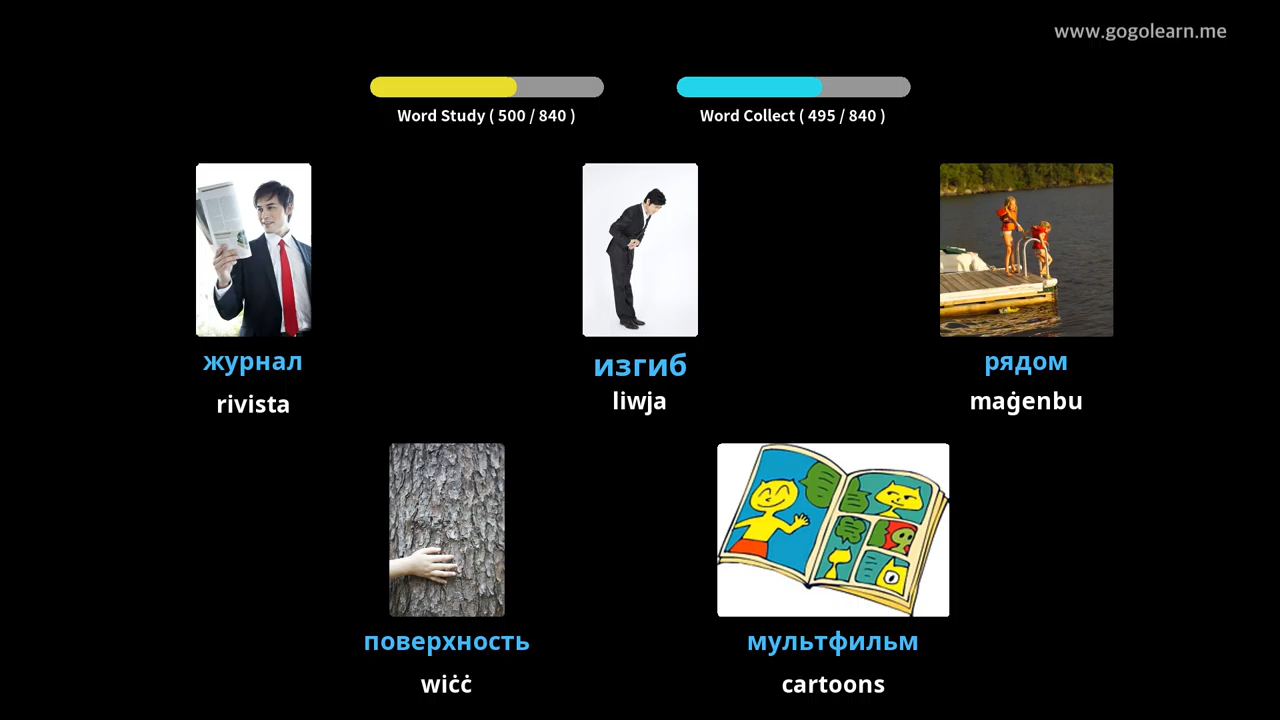 www.gogolearn.me
Word Study ( 500 / 840 )
Word Collect ( 495 / 840 )
журнал
rivista
изгиб
liwja
рядом
maġenbu
поверхность
wiċċ
мультфильм
cartoons